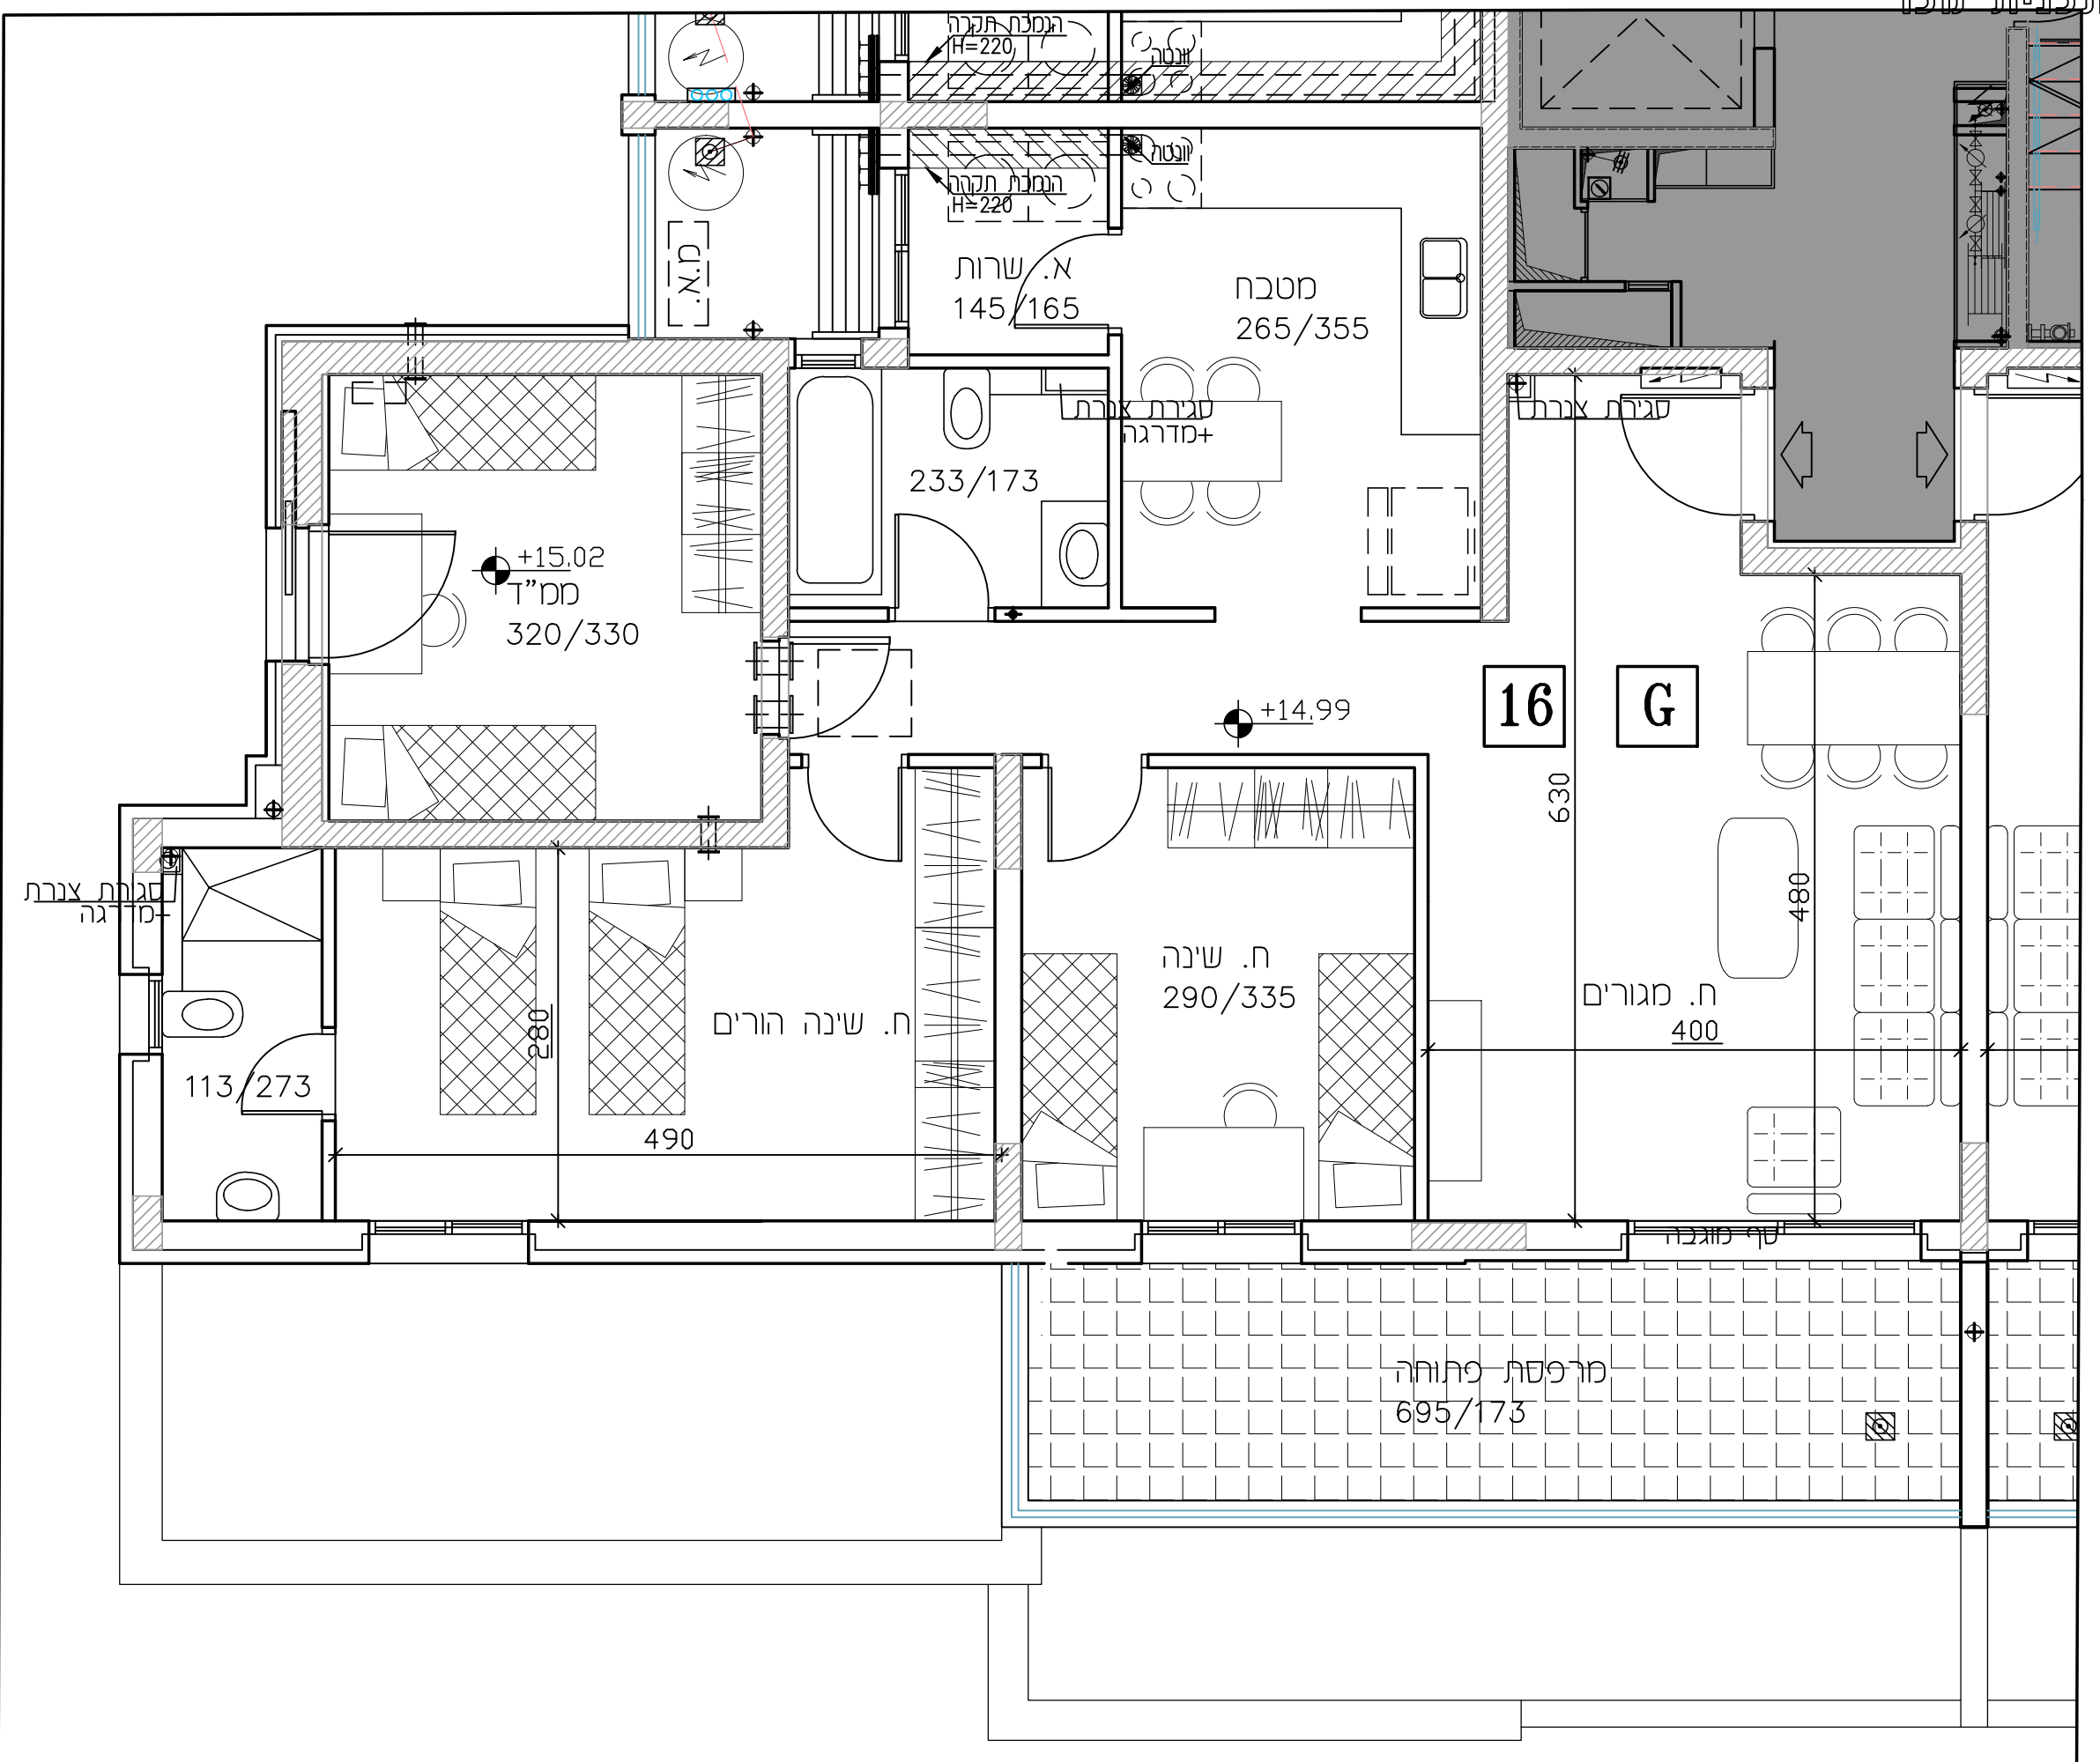 הנמכת תקרה
H=220
וונטה
וונטה
הנמכת תקרה
H=220
מ.א.
א. שרות
145/165
מטבח
265/355
סגירת צנרת
+מדרגה
סגירת צנרת
233/173
+15.02
ממ"ד
320/330
+14.99
16
G
630
480
סגירת צנרת
+מדרגה
ח. שינה
290/335
ח. מגורים
400
ח. שינה הורים
280
113/273
490
סף מוגבה
מרפסת פתוחה
695/173